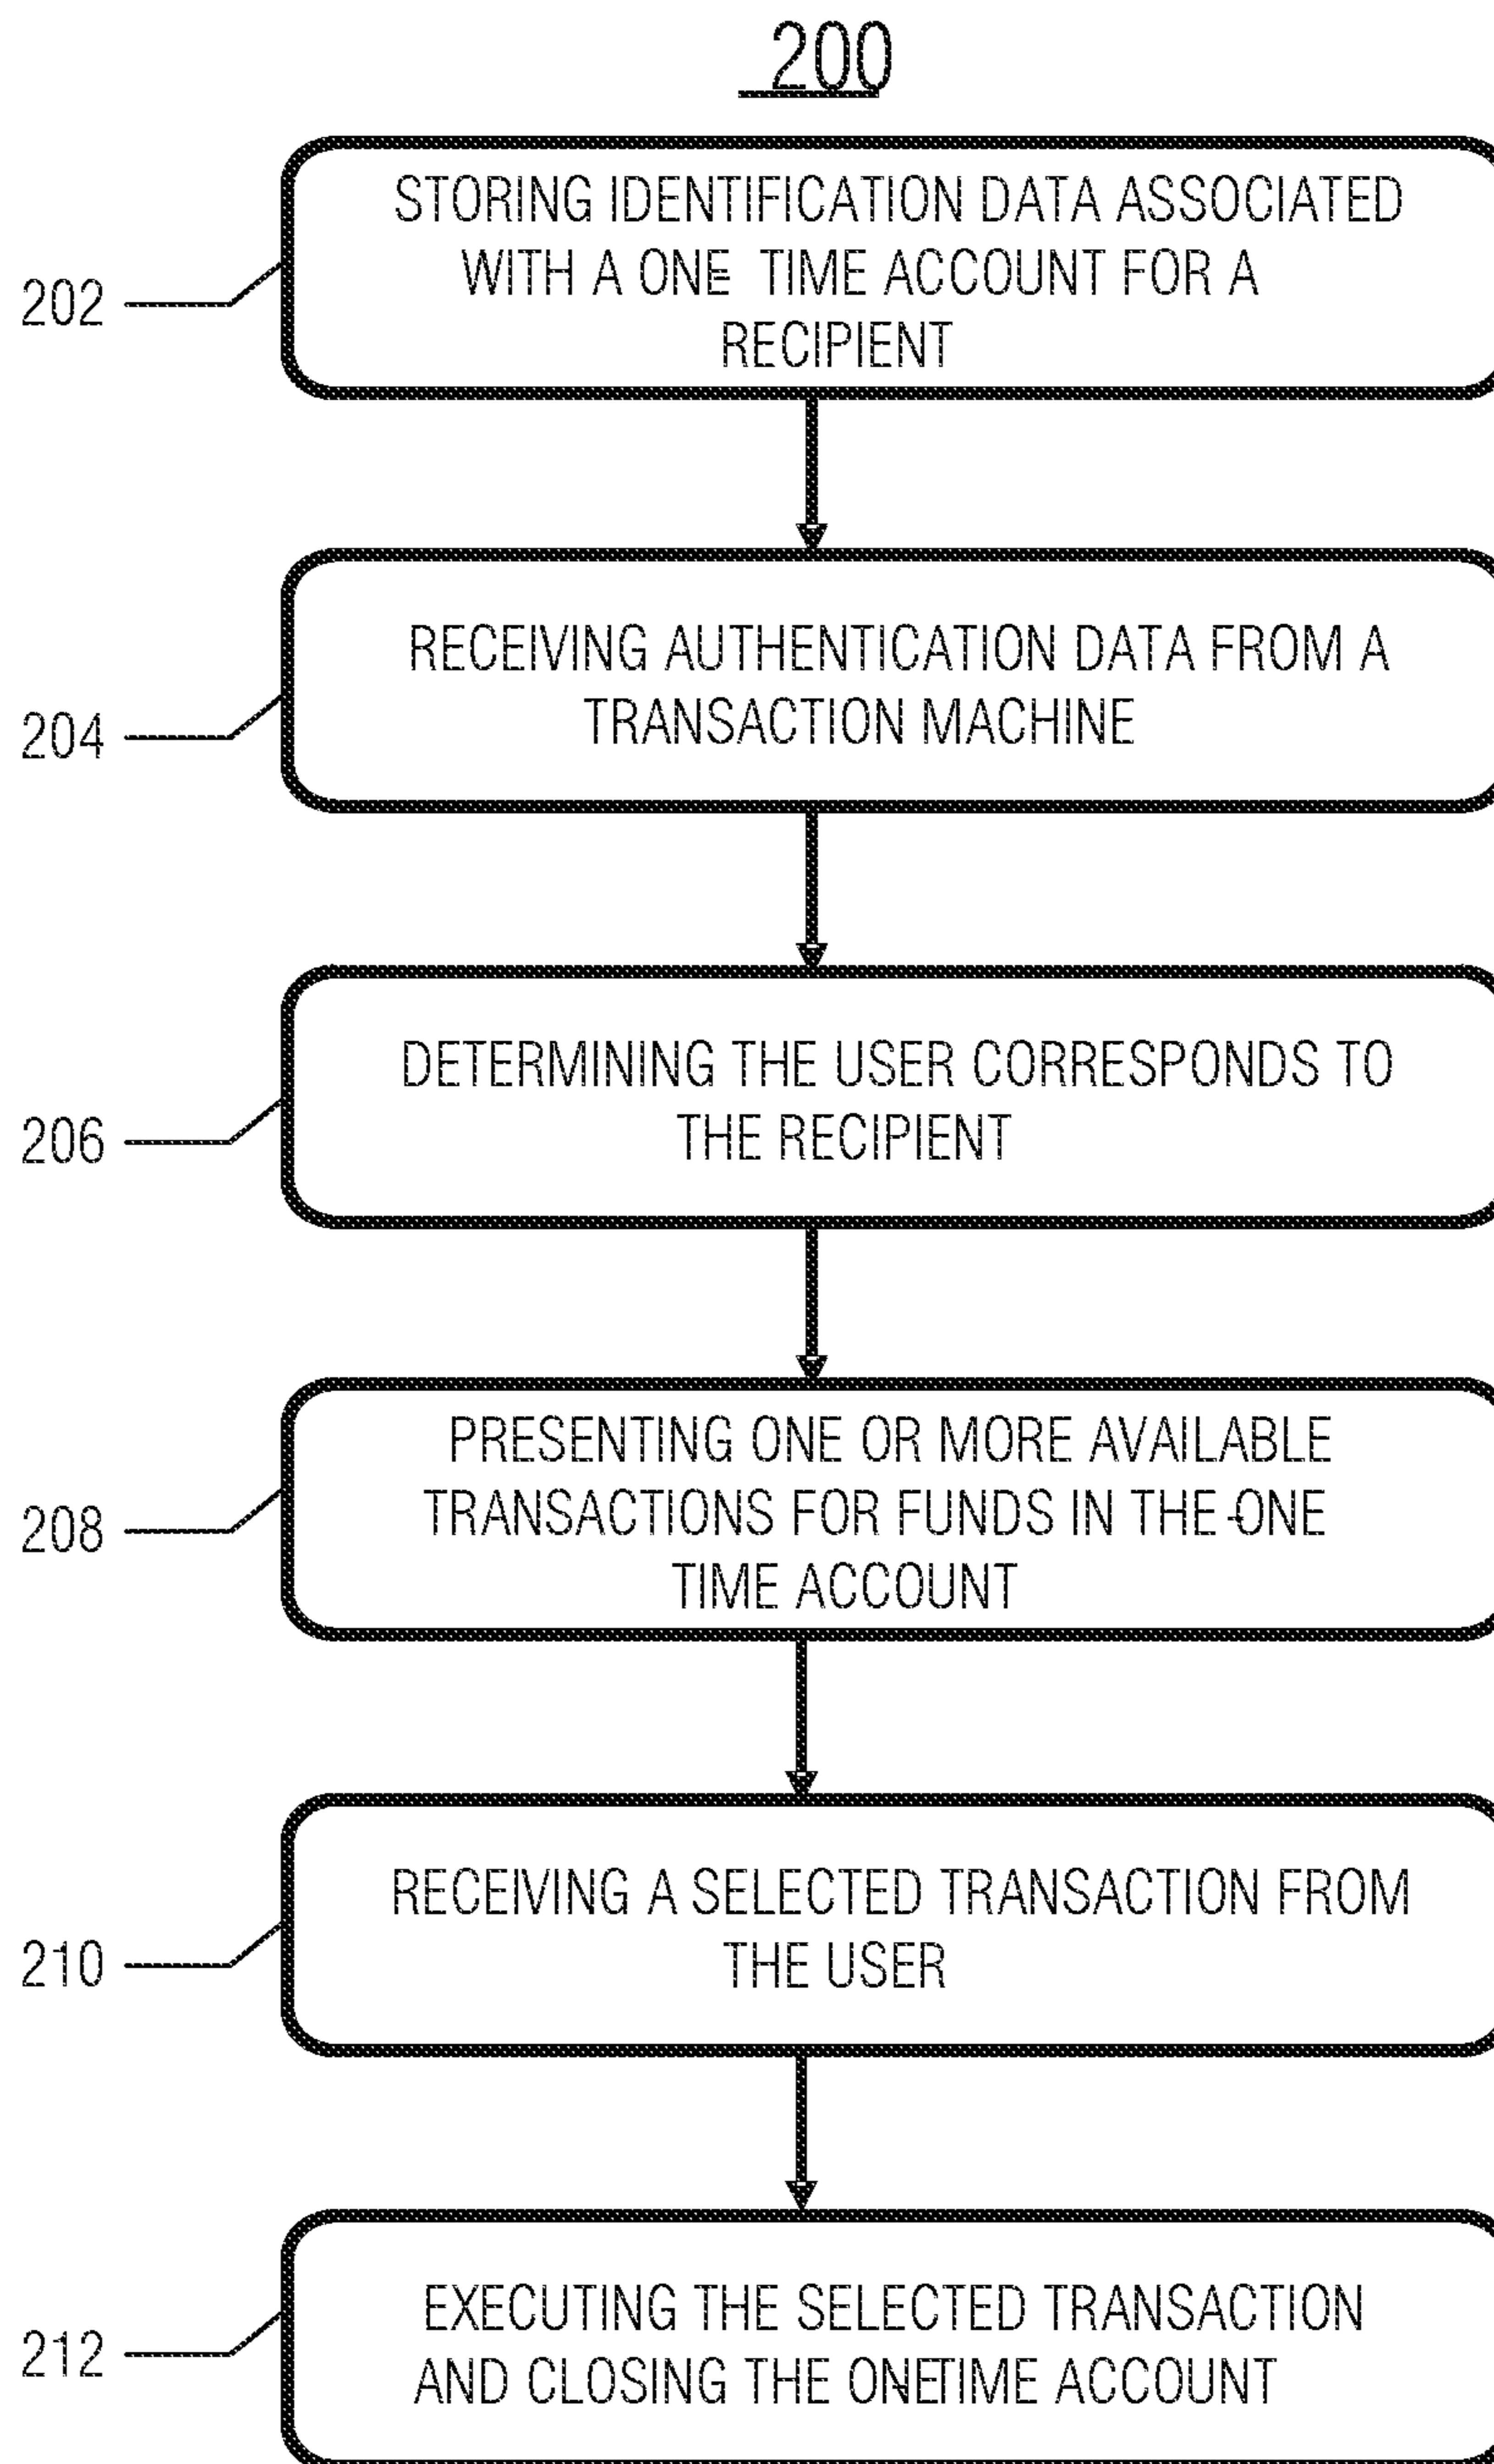 200
STORING IDENTIFICATION DATA ASSOCIATED
WITH A ONE- TIME ACCOUNT FOR A
RECIPIENT
202
RECEIVING AUTHENTICATION DATA FROM A
TRANSACTION MACHINE
204
DETERMINING THE USER CORRESPONDS TO
THE RECIPIENT
206
PRESENTING ONE OR MORE AVAILABLE
TRANSACTIONS FOR FUNDS IN THE -ONE
TIME ACCOUNT
208
RECEIVING A SELECTED TRANSACTION FROM
THE USER
210
EXECUTING THE SELECTED TRANSACTION
AND CLOSING THE ONE-TIME ACCOUNT
212